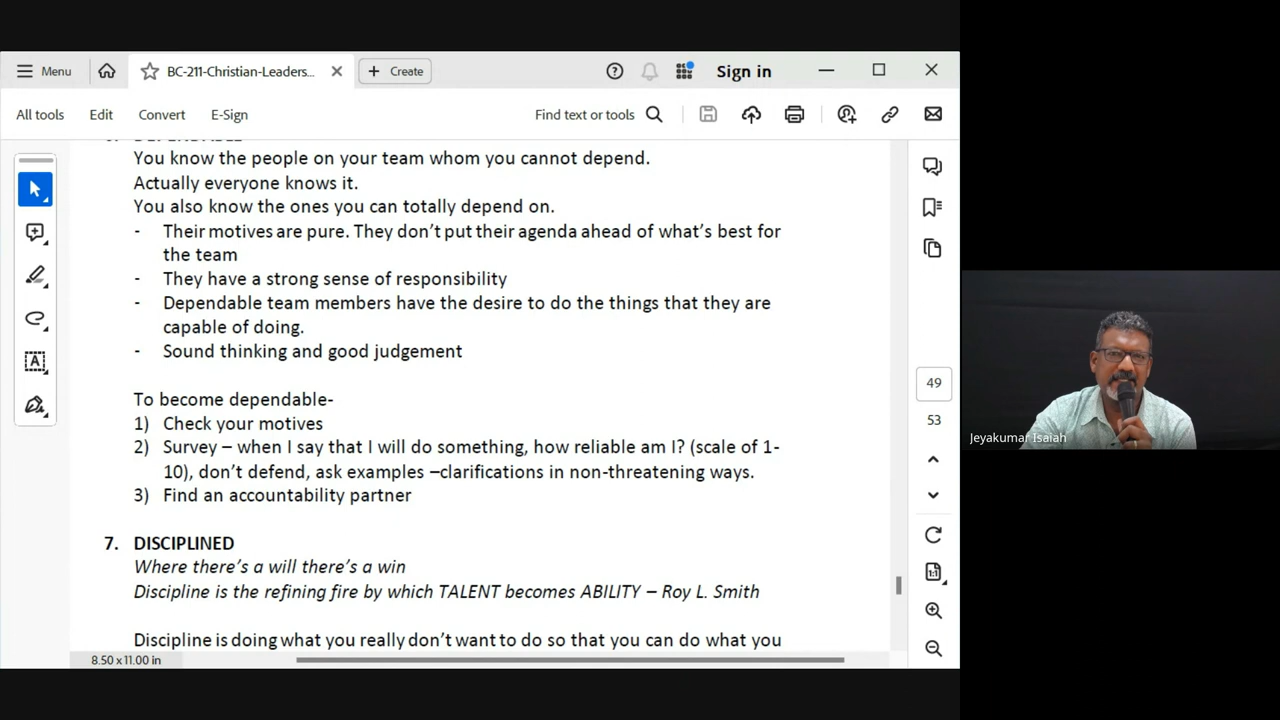 Menu
BC-211-Christian-Leaders...
Create
Sign in
All tools
Edit
Convert
E-Sign
Find text or tools
You know the people on your team whom you cannot depend.
Actually everyone knows it.
You also know the ones you can totally depend on.
- Their motives are pure. They don't put their agenda ahead of what's best for
the team
- They have a strong sense of responsibility
- Dependable team members have the desire to do the things that they are
capable of doing.
- Sound thinking and good judgement
To become dependable-
1) Check your motives
2) Survey – when I say that I will do something, how reliable am I? (scale of 1-
10), don't defend, ask examples –clarifications in non-threatening ways.
3) Find an accountability partner
7. DISCIPLINED
Where there's a will there's a win
Discipline is the refining fire by which TALENT becomes ABILITY – Roy L. Smith
Discipline is doing what you really don't want to do so that you can do what you
8.50 x 11.00 in
49
53
1:1
Jeyakumar Isaiah